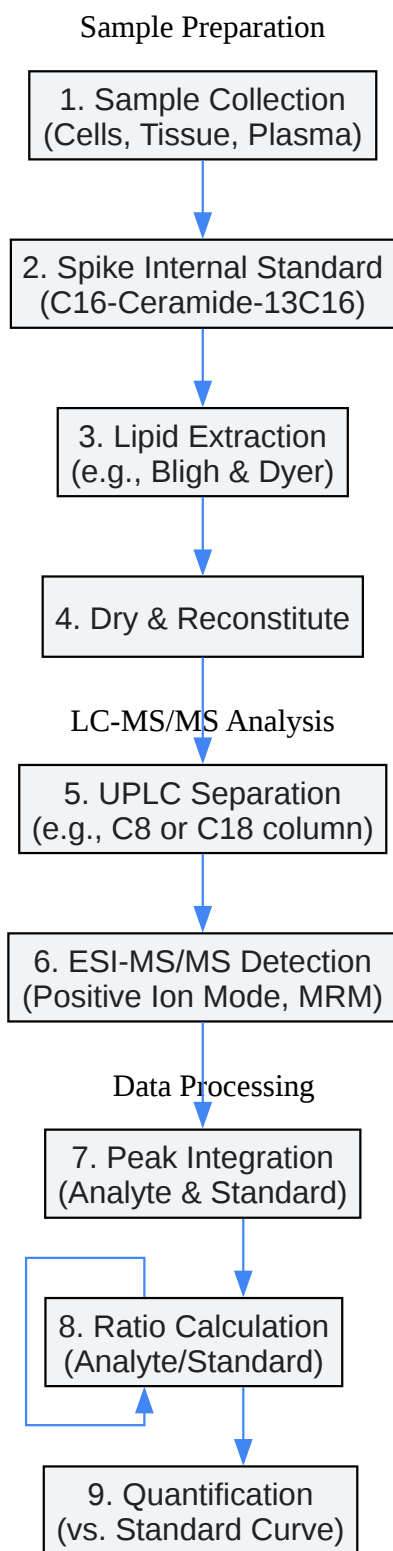 Sample Preparation
1. Sample Collection
(Cells, Tissue, Plasma)
2. Spike Internal Standard
(C16-Ceramide-13C16)
3. Lipid Extraction
(e.g., Bligh & Dyer)
4. Dry & Reconstitute
LC-MS/MS Analysis
5. UPLC Separation
(e.g., C8 or C18 column)
6. ESI-MS/MS Detection
(Positive Ion Mode, MRM)
Data Processing
7. Peak Integration
(Analyte & Standard)
8. Ratio Calculation
(Analyte/Standard)
9. Quantification
(vs. Standard Curve)